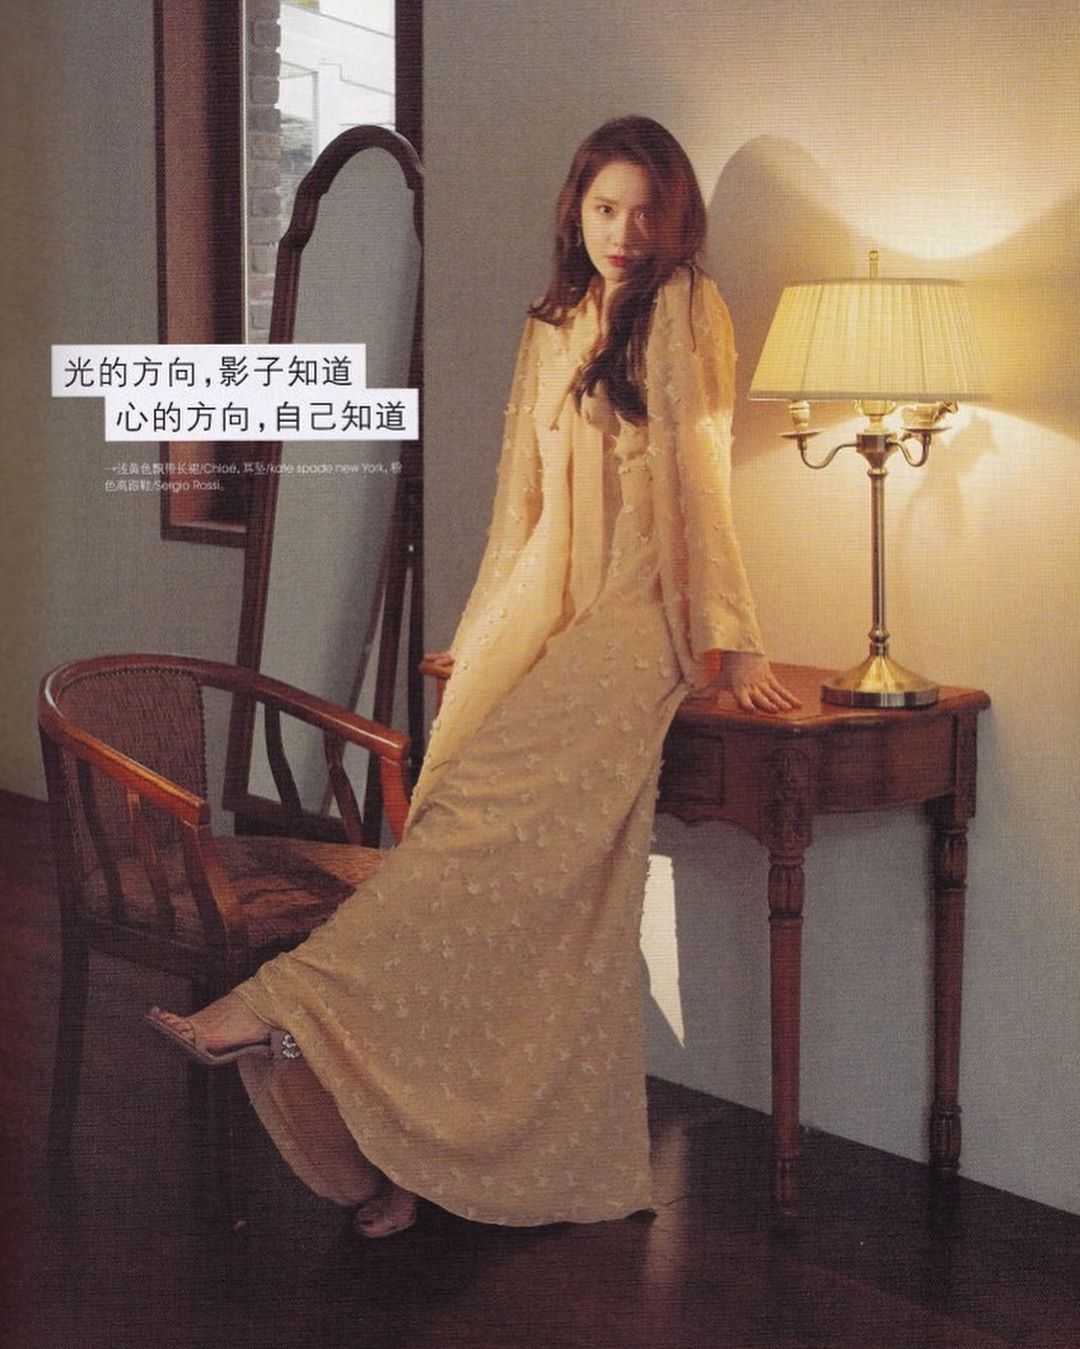 光的方向,影子知道
心的方向,自己知道
→浅黄色飘带长裙/Chloé, 耳坠/kate spade new York, 粉
色高跟鞋/Sergio Rossi。